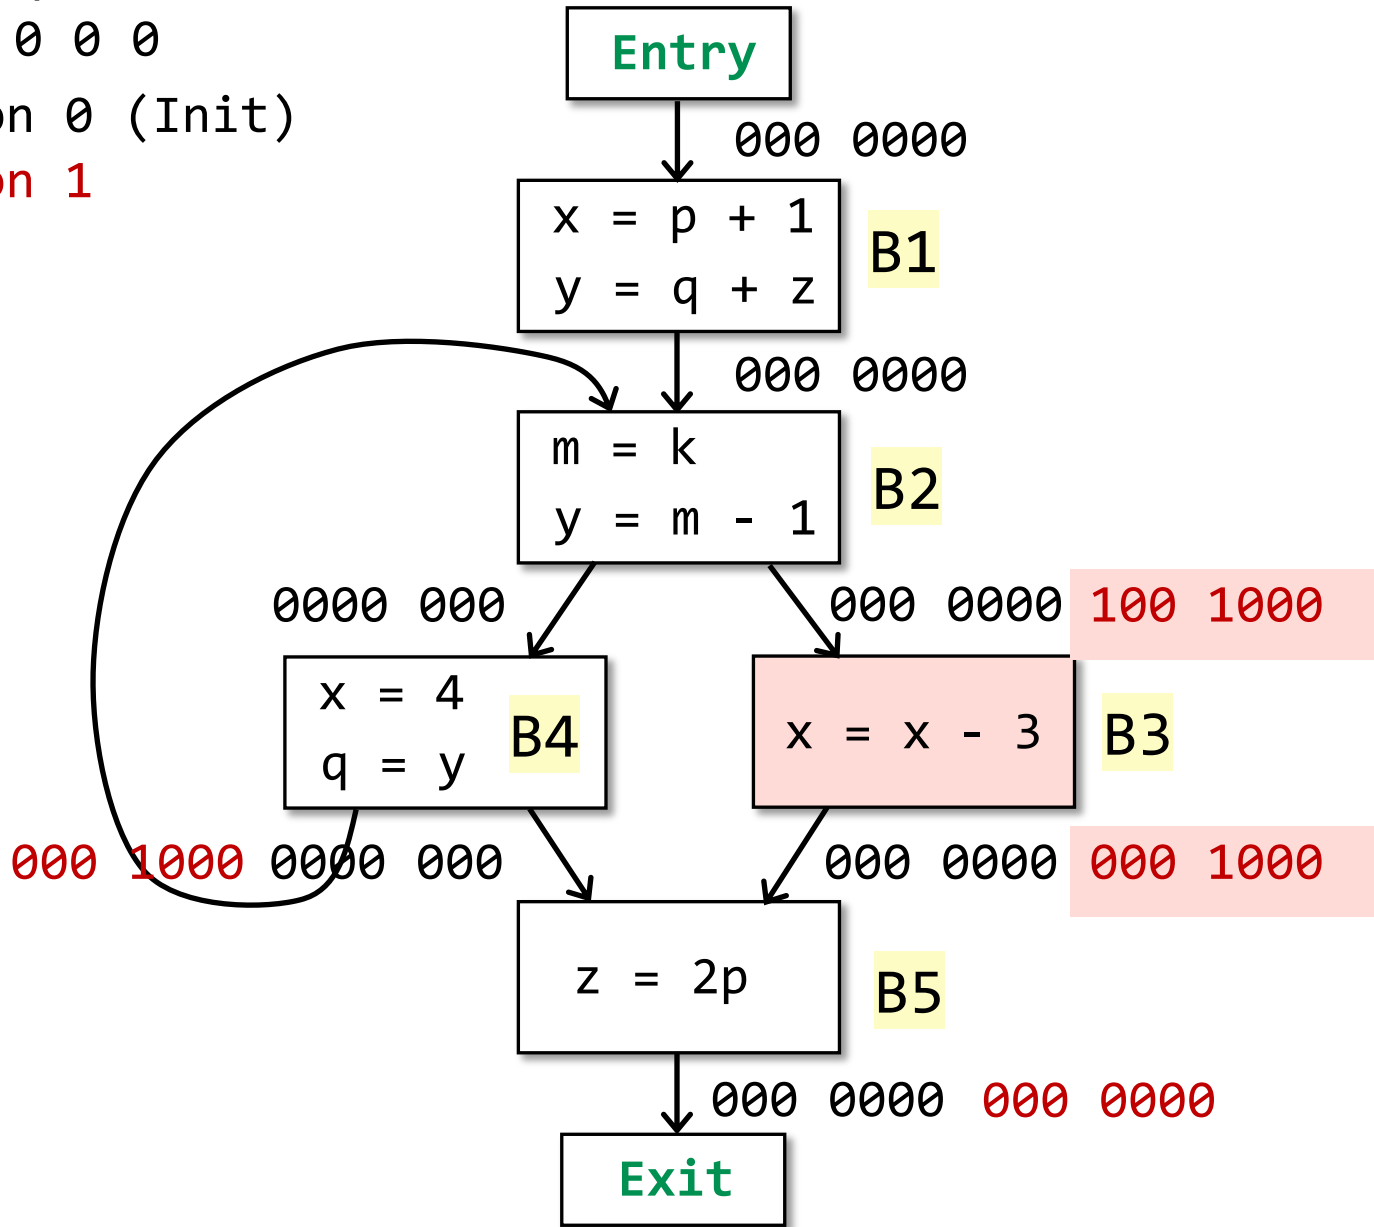 0 0 0
on 0 (Init)
on 1
Entry
000 0000
x = p + 1
y = q + z
B1
000 0000
m = k
y = m - 1
B2
0000 000
000 0000 100 1000
x = 4
q = y
B4
x = x - 3
B3
000 1000 0000 000
000 0000 000 1000
z = 2p
B5
000 0000 000 0000
Exit